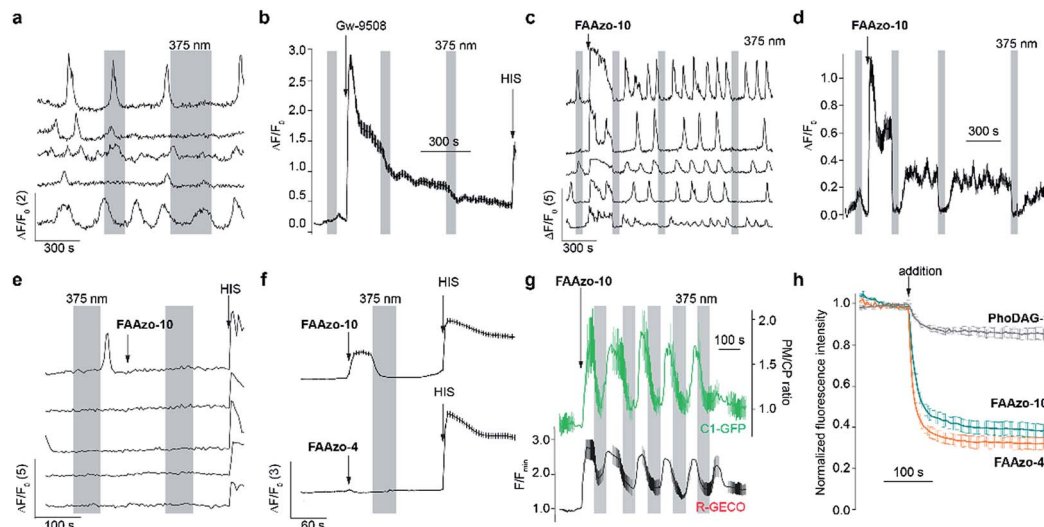 a
375 nm
ΔF/F0 (2)
300 s
b
Gw-9508
HIS
3.0
2.5
2.0
1.5
1.0
0.5
0.0
ΔF/F0
300 s
c
FAAzo-10
375 nm
ΔF/F0 (5)
300 s
d
FAAzo-10
375 nm
1.0
0.8
0.6
0.4
0.2
0.0
ΔF/F0
300 s
e
375 nm
FAAzo-10
HIS
ΔF/F0 (5)
100 s
f
HIS
375 nm
FAAzo-10
HIS
FAAzo-4
ΔF/F0 (3)
60 s
g
FAAzo-10
375 nm
100 s
2.0
1.5
1.0
PM/CP ratio
C1-GFP
3.0
2.0
1.0
F/Fmin
R-GECO
h
addition
1.0
0.8
0.6
0.4
0.2
0.0
Normalized fluorescence intensity
PhoDAG-
FAAzo-10
FAAzo-4
100 s